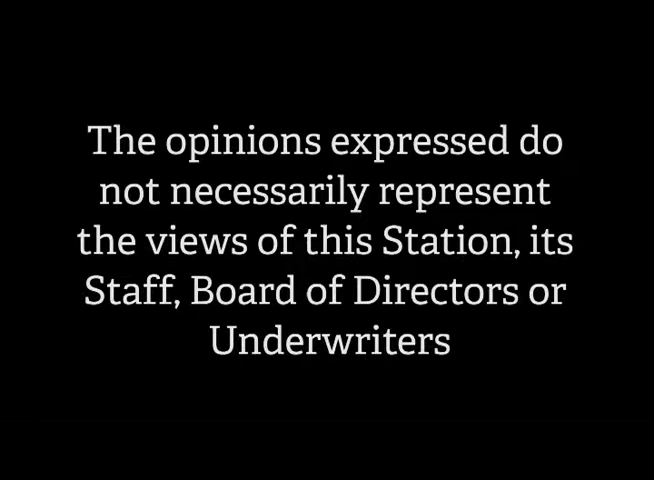 The opinions expressed do
not necessarily represent
the views of this Station, its
Staff, Board of Directors or
Underwriters